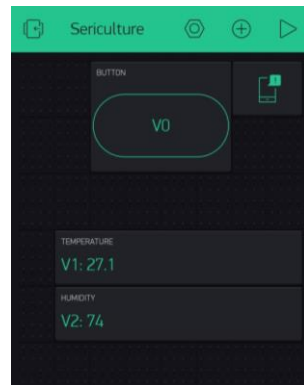 Sericulture
BUTTON
V0
TEMPERATURE
V1: 27.1
HUMIDITY
V2: 74